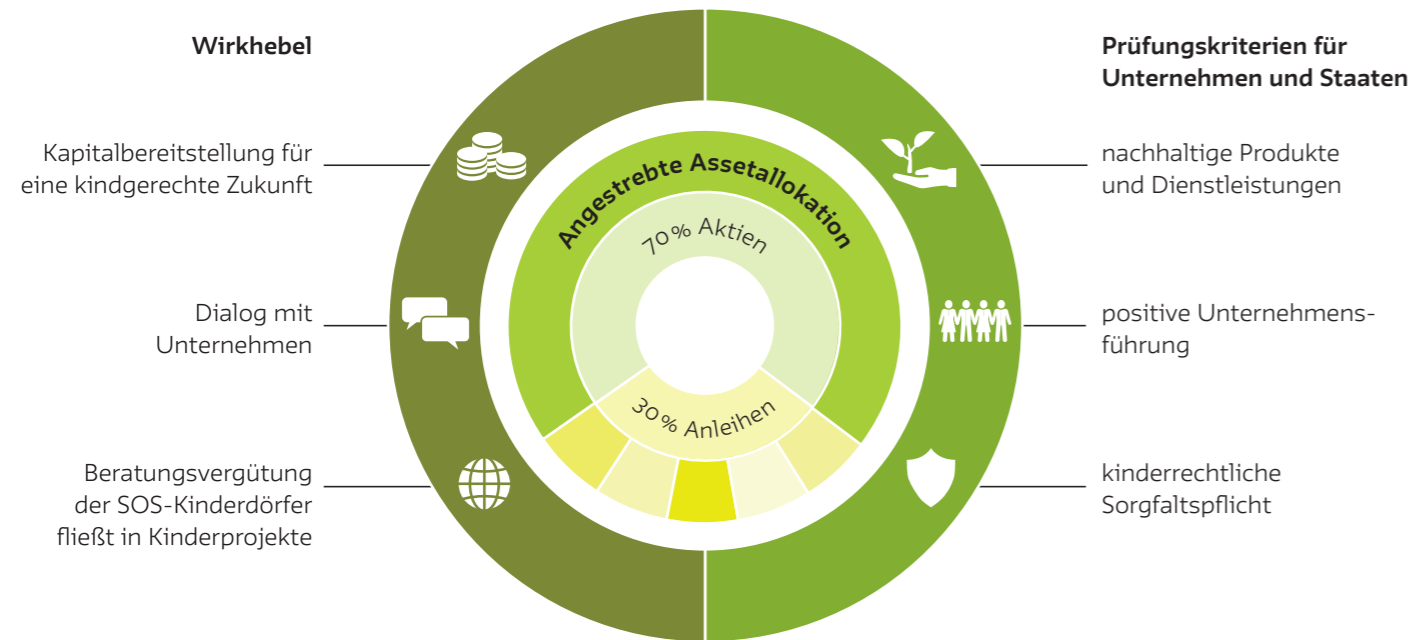 Wirkhebel
Kapitalbereitstellung für
eine kindgerechte Zukunft
Dialog mit
Unternehmen
Beratungsvergütung
der SOS-Kinderdörfer
fließt in Kinderprojekte
Angestrebte Assetallokation
70% Aktien
30% Anleihen
Prüfungskriterien für
Unternehmen und Staaten
nachhaltige Produkte
und Dienstleistungen
positive Unternehmens-
führung
kinderrechtliche
Sorgfaltspflicht